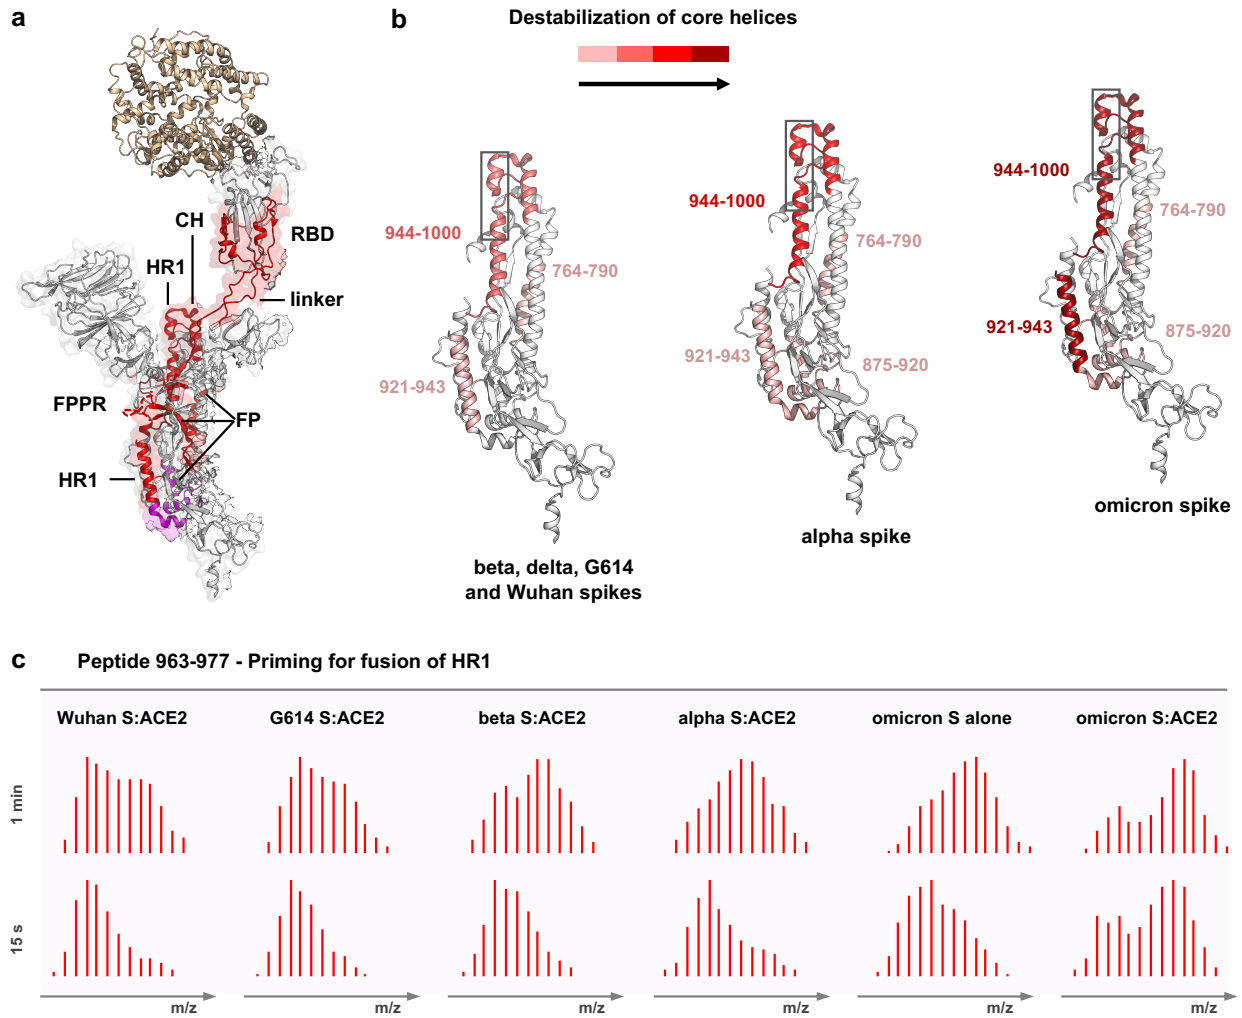 a
CH
HR1
RBD
linker
FPPR
FP
HR1
b
Destabilization of core helices
944-1000
764-790
921-943
beta, delta, G614
and Wuhan spikes
944-1000
764-790
921-943
875-920
alpha spike
944-1000
764-790
921-943
875-920
omicron spike
c
Peptide 963-977 - Priming for fusion of HR1
Wuhan S:ACE2
G614 S:ACE2
beta S:ACE2
alpha S:ACE2
omicron S alone
omicron S:ACE2
1 min
15 s
m/z
m/z
m/z
m/z
m/z
m/z